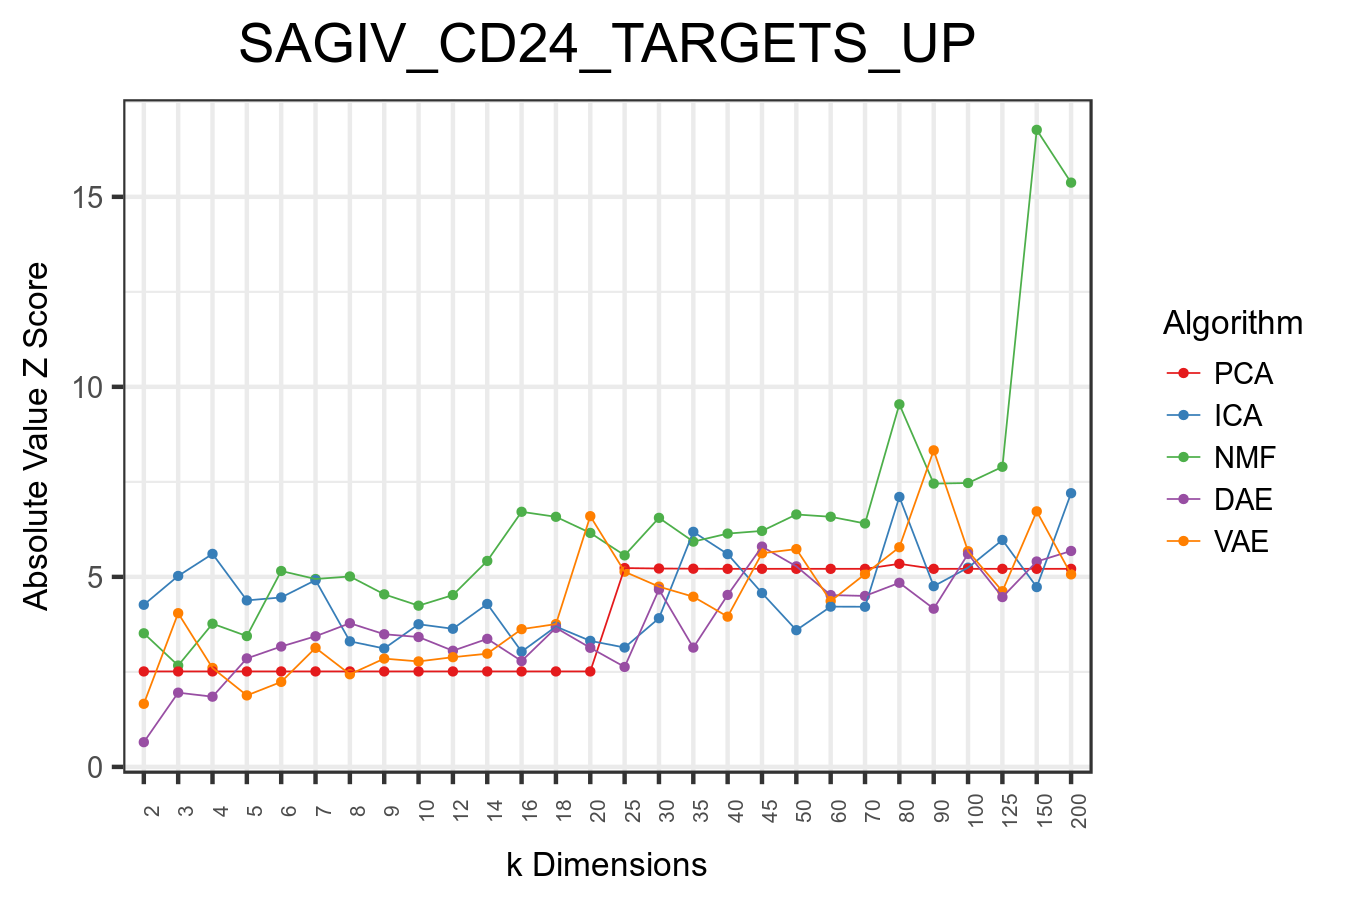 SAGIV_CD24_TARGETS_UP
Absolute Value Z Score
15
10
5
0
2 3 4 5 6 7 8 9 10 12 14 16 18 20 25 30 35 40 45 50 60 70 80 90 100 125 150 200
k Dimensions
Algorithm
PCA
ICA
NMF
DAE
VAE